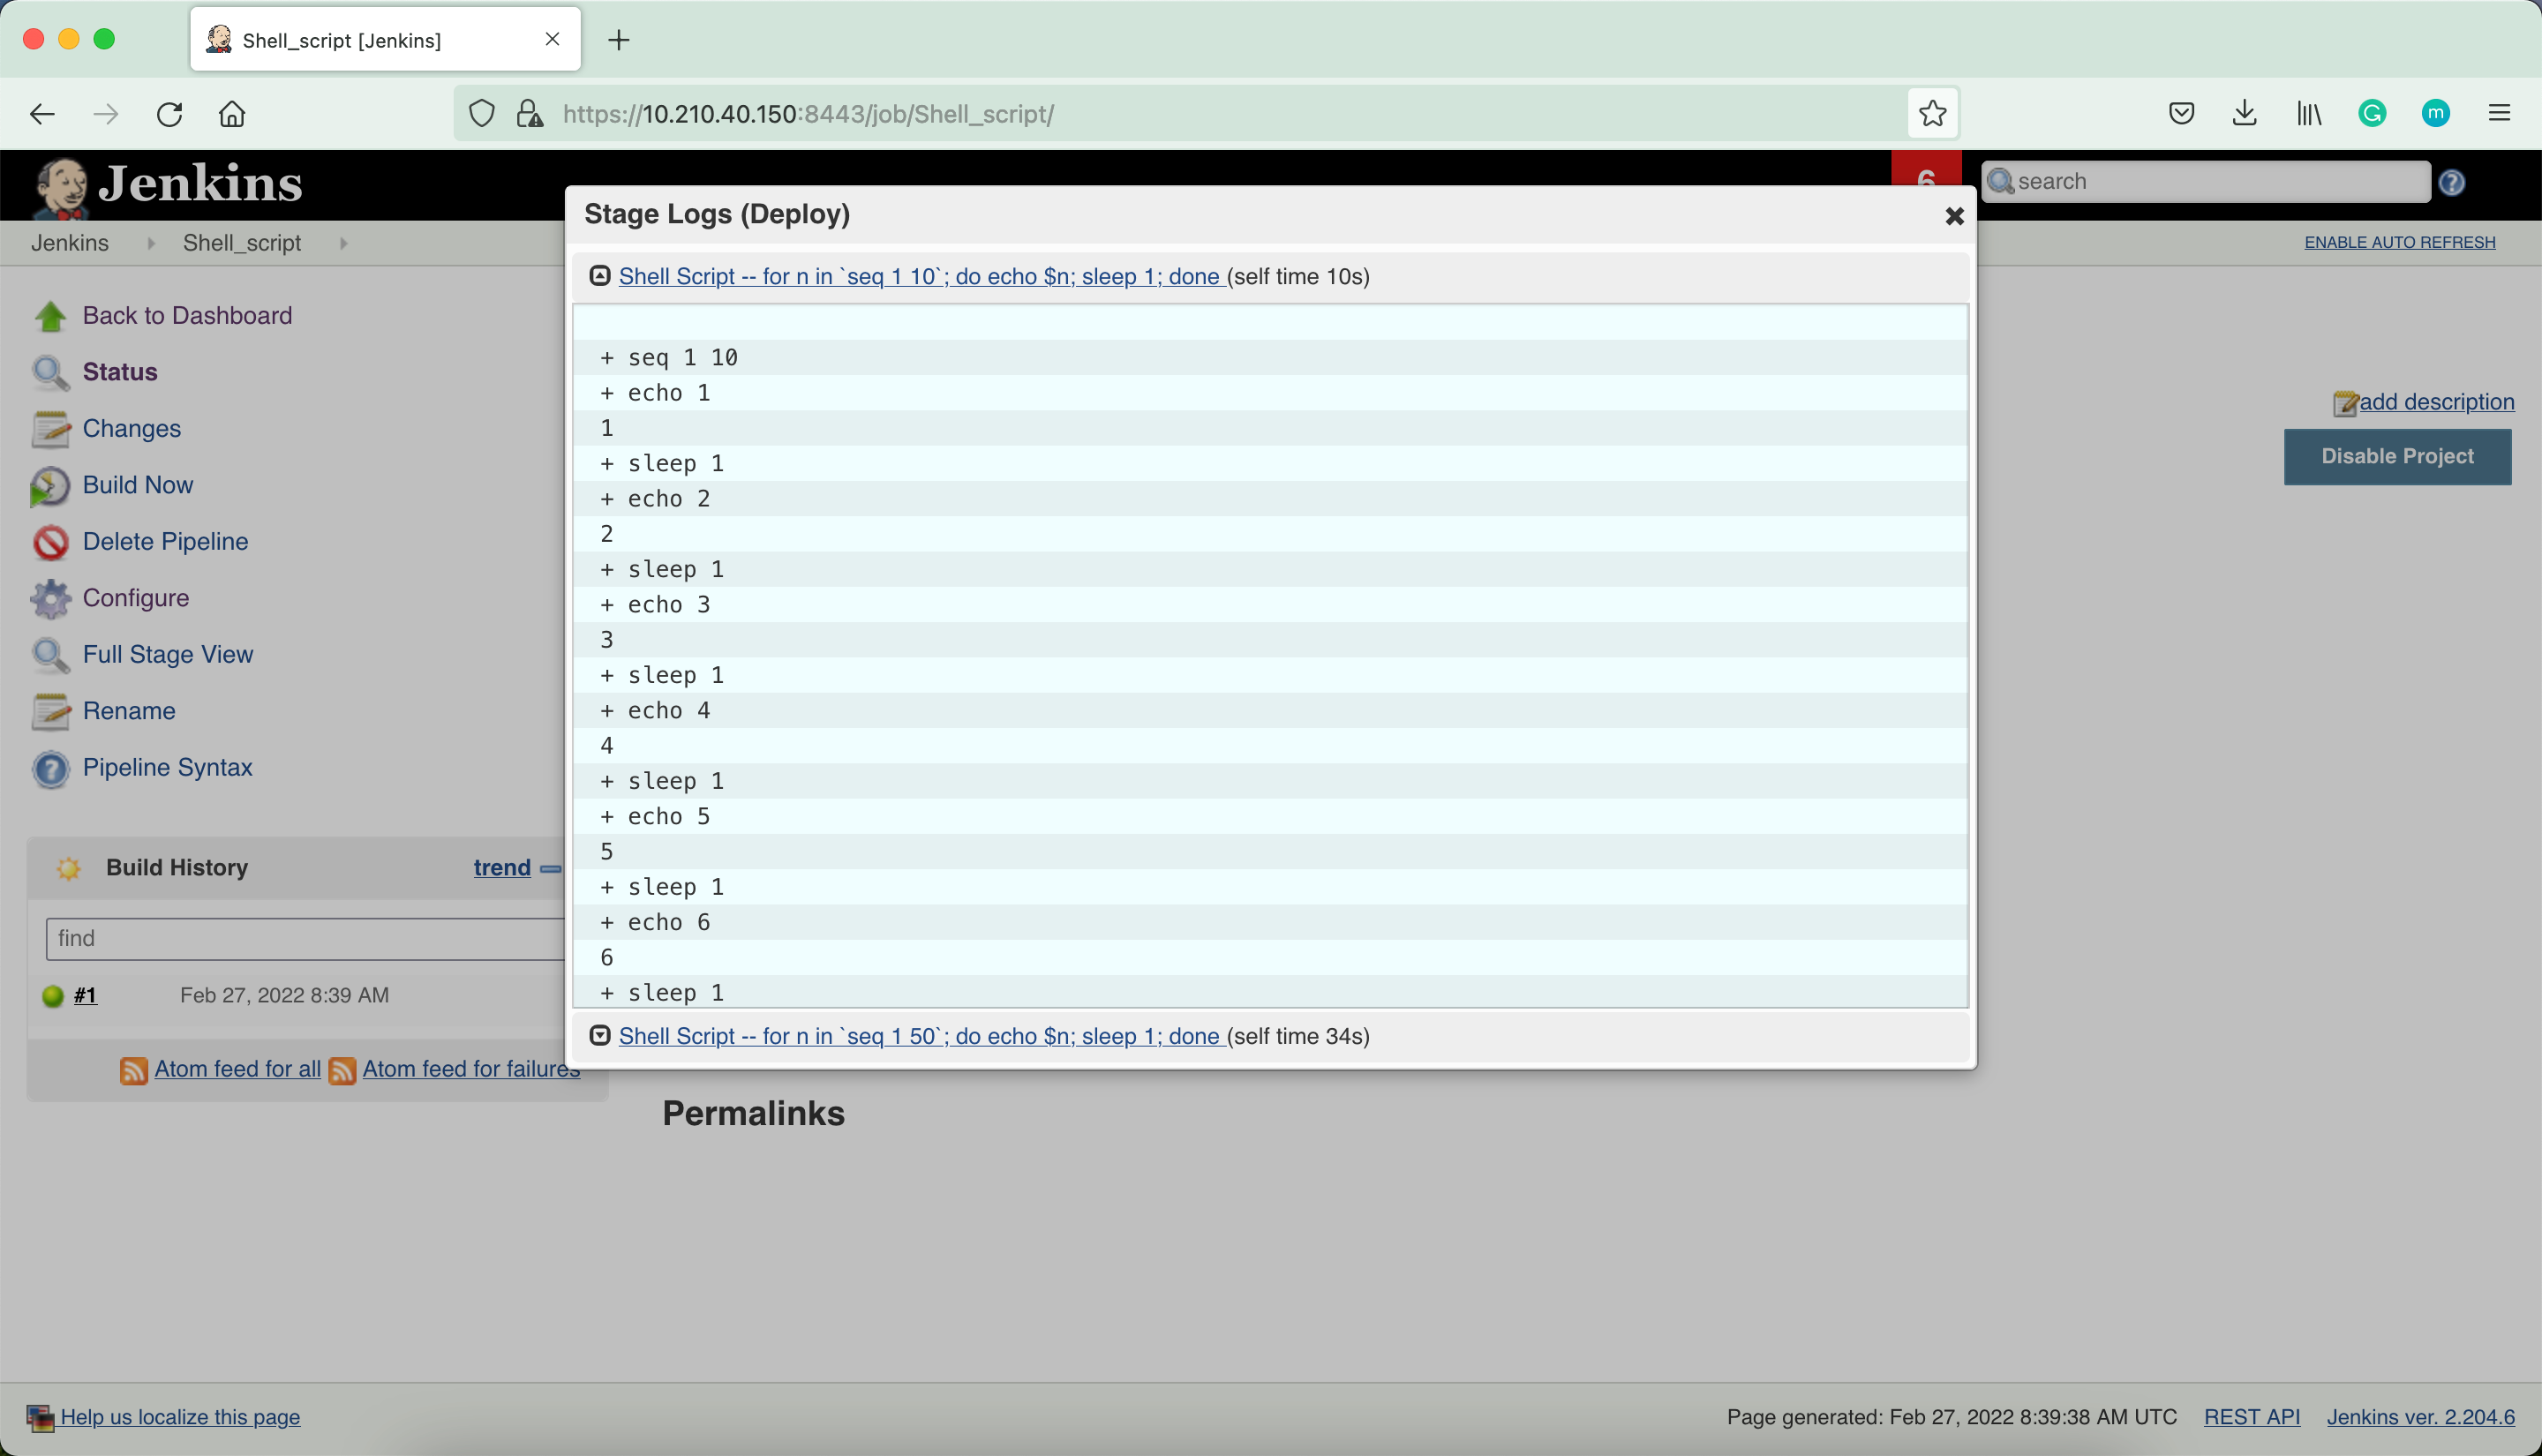 Shell_script [Jenkins]
https://10.210.40.150:8443/job/Shell_script/
m
Jenkins
6
search
Jenkins
Shell_script
ENABLE AUTO REFRESH
Back to Dashboard
Status
Changes
Build Now
Delete Pipeline
Configure
Full Stage View
Rename
Pipeline Syntax
Build History
trend
find
#1 Feb 27, 2022 8:39 AM
Atom feed for all Atom feed for failures
Stage Logs (Deploy)
Shell Script -- for n in `seq 1 10`; do echo $n; sleep 1; done (self time 10s)
+ seq 1 10
+ echo 1
1
+ sleep 1
+ echo 2
2
+ sleep 1
+ echo 3
3
+ sleep 1
+ echo 4
4
+ sleep 1
+ echo 5
5
+ sleep 1
+ echo 6
6
+ sleep 1
Shell Script -- for n in `seq 1 50`; do echo $n; sleep 1; done (self time 34s)
add description
Disable Project
Permalinks
Help us localize this page
Page generated: Feb 27, 2022 8:39:38 AM UTC REST API Jenkins ver. 2.204.6